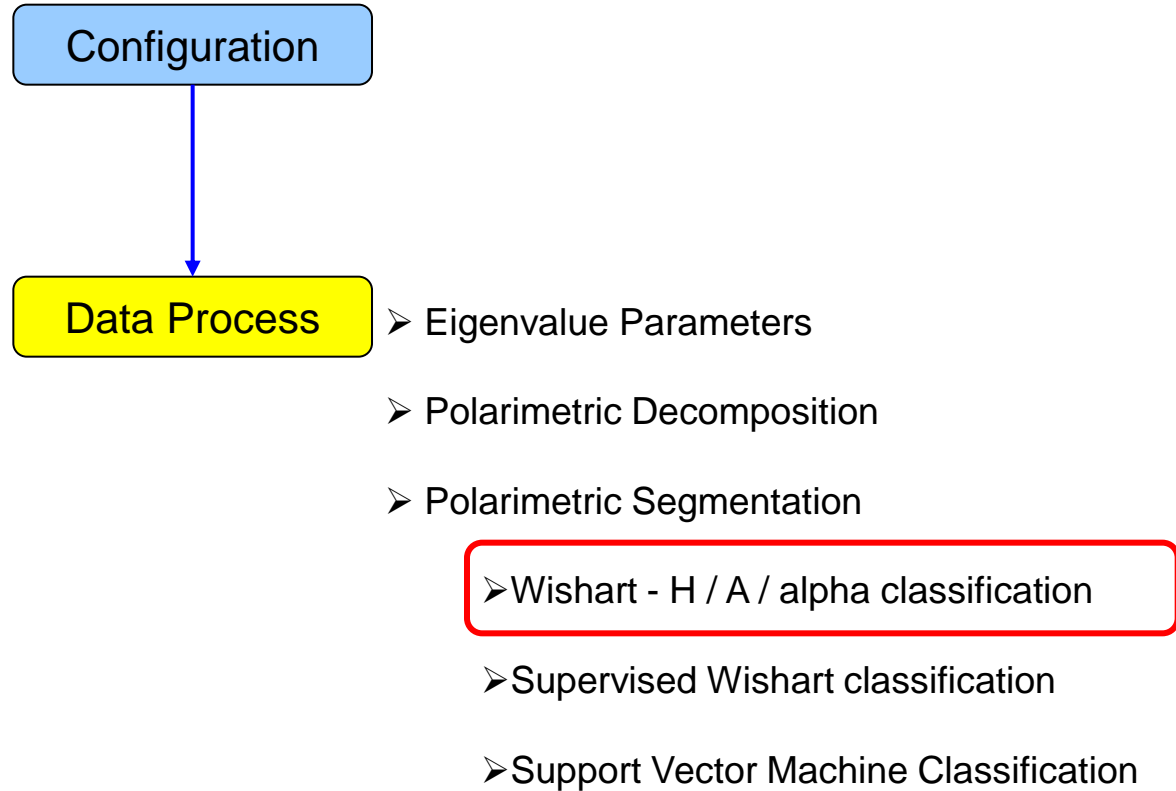 Configuration
Data Process
➢ Eigenvalue Parameters
➢ Polarimetric Decomposition
➢ Polarimetric Segmentation
➢Wishart - H / A / alpha classification
➢Supervised Wishart classification
➢Support Vector Machine Classification